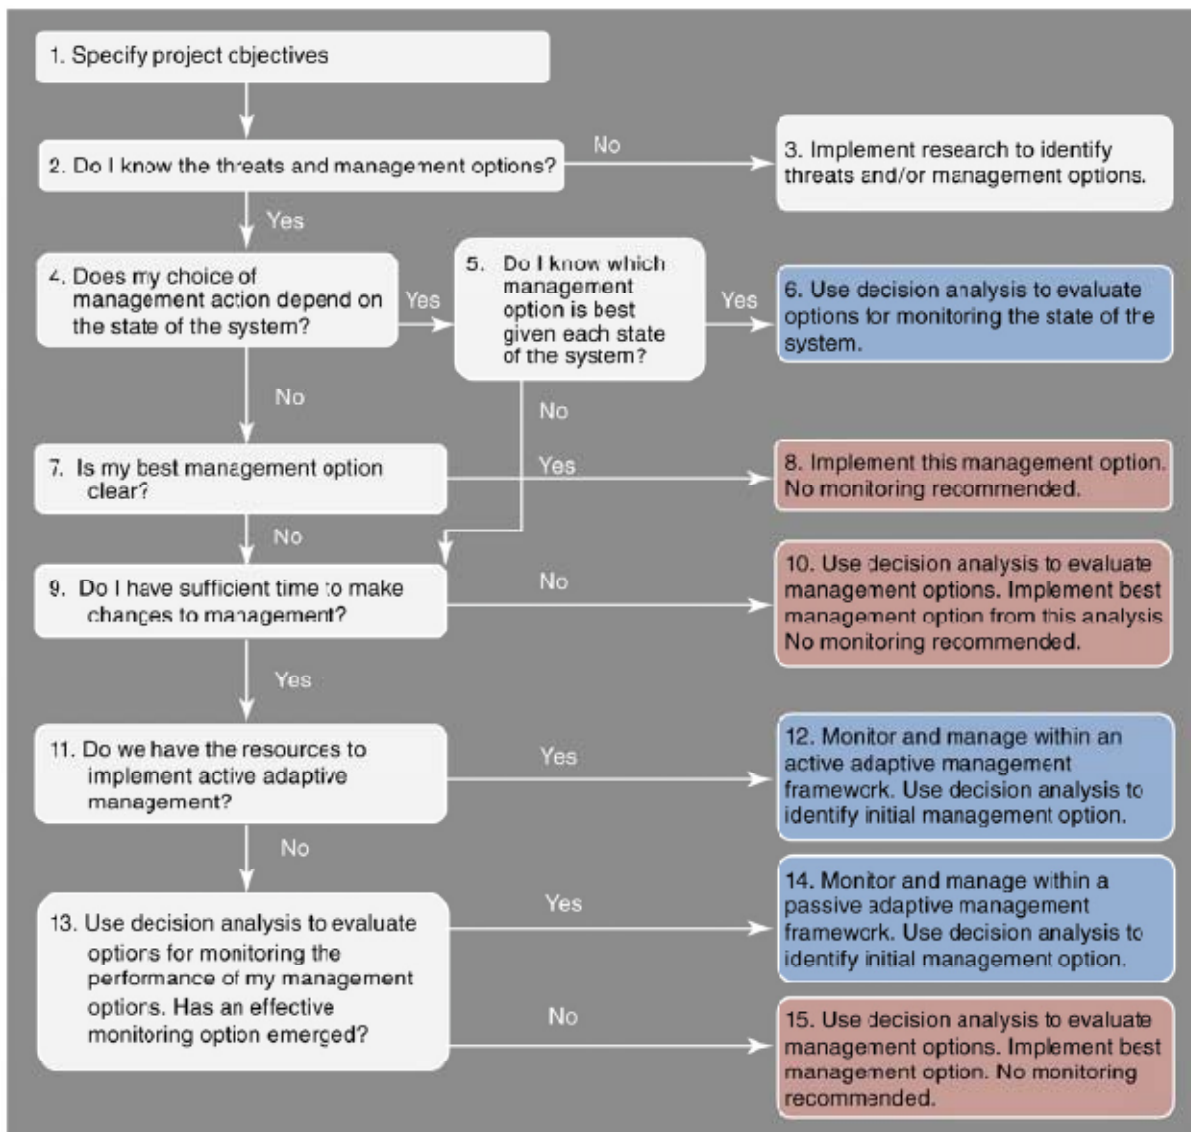 1. Specify project objectives
2. Do I know the threats and management options?
No
3. Implement research to identify
threats and/or management options.
Yes
4. Does my choice of
management action depend on
the state of the system?
Yes
5. Do I know which
management
option is best
given each state
of the system?
Yes
6. Use decision analysis to evaluate
options for monitoring the state of the
system.
No
No
7. Is my best management option
clear?
Yes
8. Implement this management option.
No monitoring recommended.
No
9. Do I have sufficient time to make
changes to management?
No
10. Use decision analysis to evaluate
management options. Implement best
management option from this analysis
No monitoring recommended.
Yes
11. Do we have the resources to
implement active adaptive
management?
Yes
12. Monitor and manage within an
active adaptive management
framework. Use decision analysis to
identify initial management option.
No
13. Use decision analysis to evaluate
options for monitoring the
performance of my management
options. Has an effective
monitoring option emerged?
Yes
14. Monitor and manage within a
passive adaptive management
framework. Use decision analysis to
identify initial management option.
No
15. Use decision analysis to evaluate
management options. Implement best
management option. No monitoring
recommended.